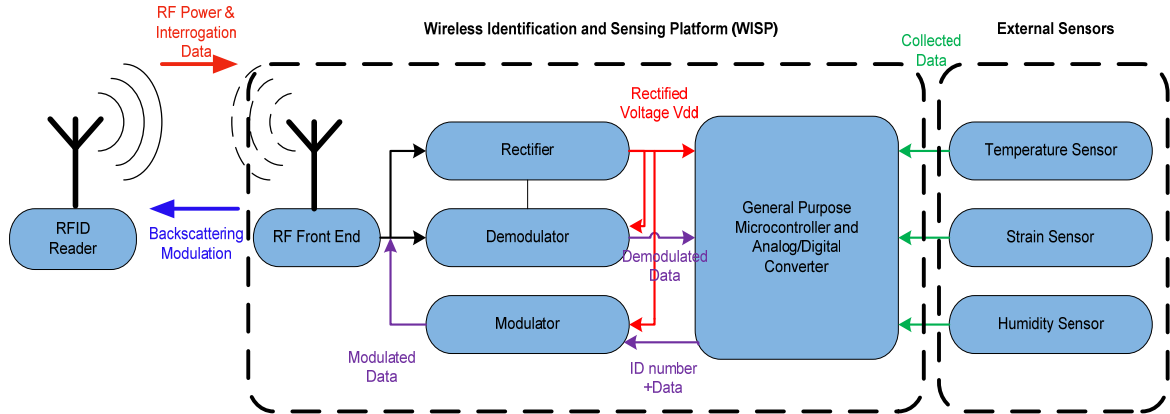 RF Power &
Interrogation
Data
Wireless Identification and Sensing Platform (WISP)
External Sensors
Collected
Data
Rectified
Voltage Vdd
Rectifier
Temperature Sensor
RFID
Reader
Backscattering
Modulation
RF Front End
Demodulator
Demodulated
Data
General Purpose
Microcontroller and
Analog/Digital
Converter
Strain Sensor
Modulator
Humidity Sensor
Modulated
Data
ID number
+Data